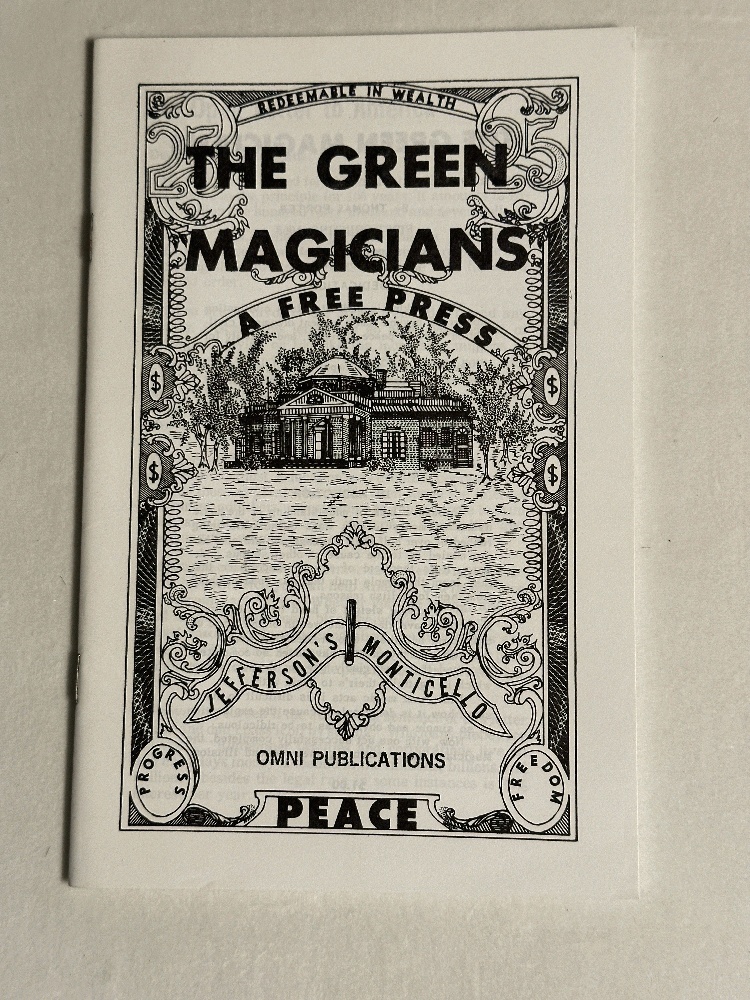 REDEEMABLE IN WEALTH
25 25
THE GREEN
MAGICIANS
A FREE PRESS
$ $
$ $
JEFFERSON'S MONTICELLO
OMNI PUBLICATIONS
PROGRESS FREEDOM
PEACE